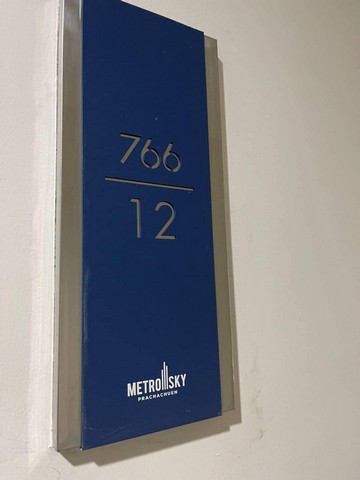 766
12
METRO SKY
PRACHACHUEN